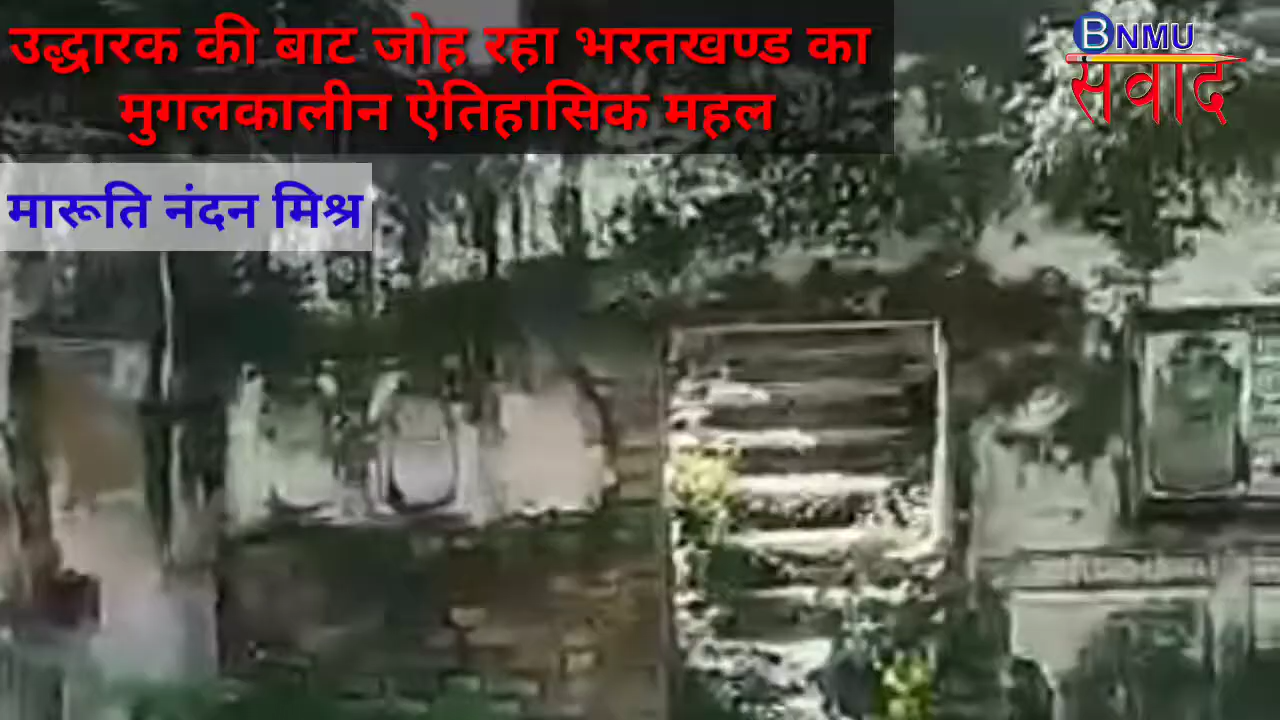 उद्धारक की बाट जोह रहा भरतखण्ड का
मुगलकालीन ऐतिहासिक महल
BNMU
संवाद
मारूति नंदन मिश्र